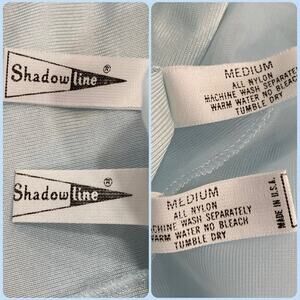 Shadowline ®
MEDIUM
ALL NYLON
MACHINE WASH SEPARATELY
WARM WATER NO BLEACH
TUMBLE DRY
Shadowline ®
MEDIUM
ALL NYLON
MACHINE WASH SEPARATELY
WARM WATER NO BLEACH
TUMBLE DRY
MADE IN U.S.A.